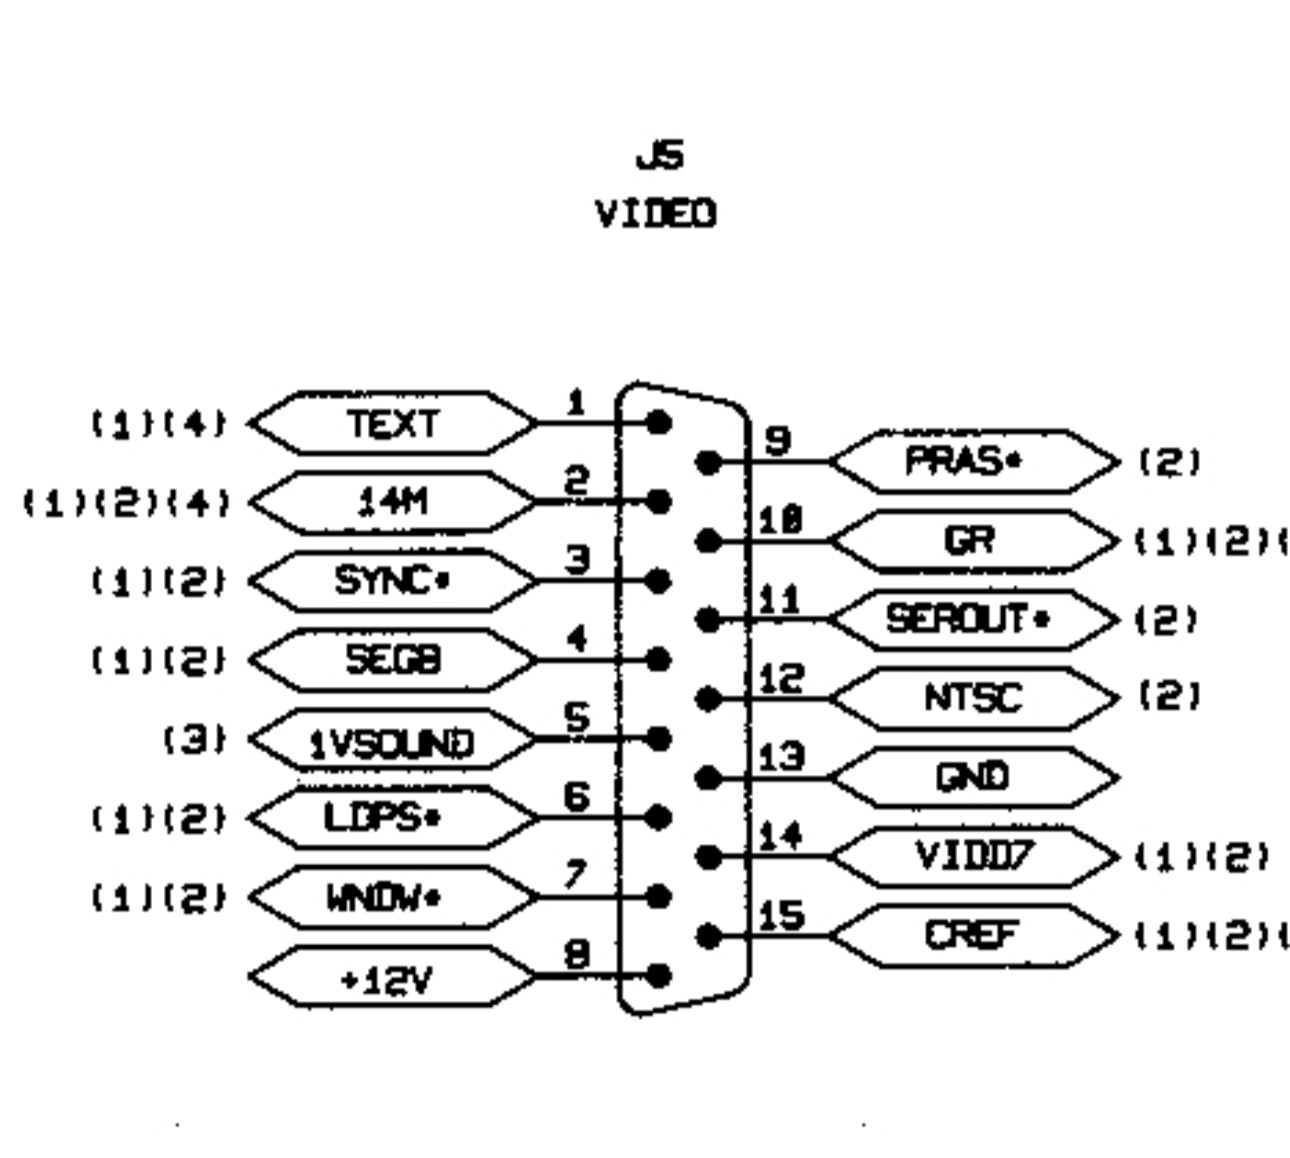 J5
VIDEO
(1)(4) TEXT 1
9 PRAS* (2)
(1)(2)(4) 14M 2
10 GR (1)(2)(
(1)(2) SYNC* 3
11 SEROUT* (2)
(1)(2) SEGB 4
12 NTSC (2)
(3) 1VSOUND 5
13 GND
(1)(2) LDPS* 6
14 VIDD7 (1)(2)
(1)(2) WNDW* 7
15 CREF (1)(2)(
+12V 8